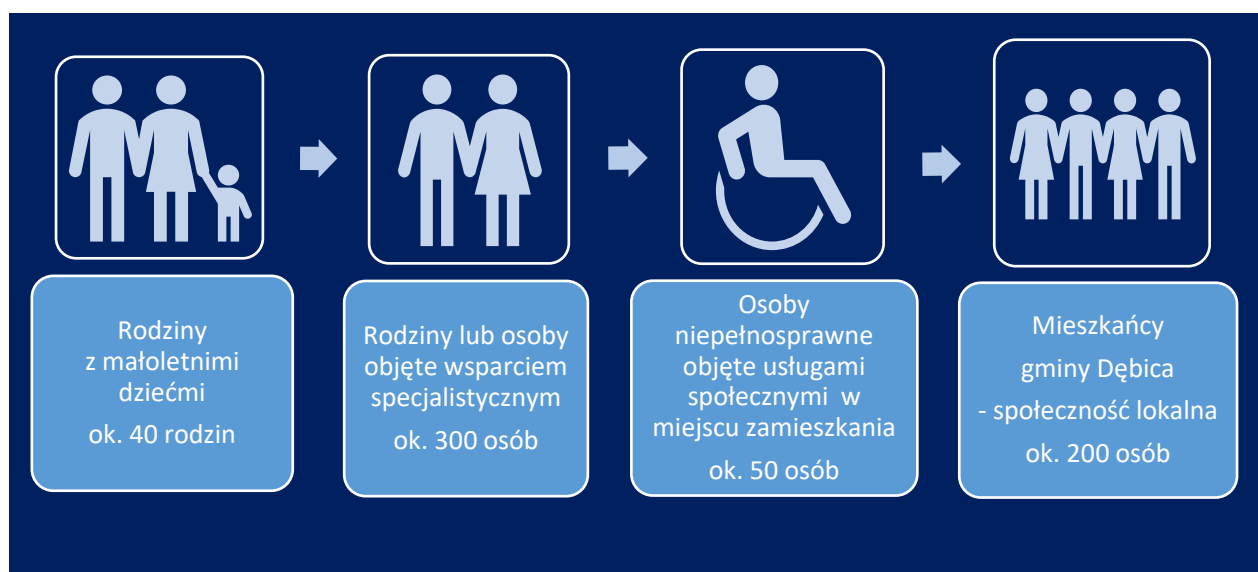 Rodziny
z małoletnimi
dziećmi
ok. 40 rodzin
Rodziny lub osoby
objęte wsparciem
specjalistycznym
ok. 300 osób
Osoby
niepełnosprawne
objęte usługami
społecznymi w
miejscu zamieszkania
ok. 50 osób
Mieszkańcy
gminy Dębica
- społeczność lokalna
ok. 200 osób